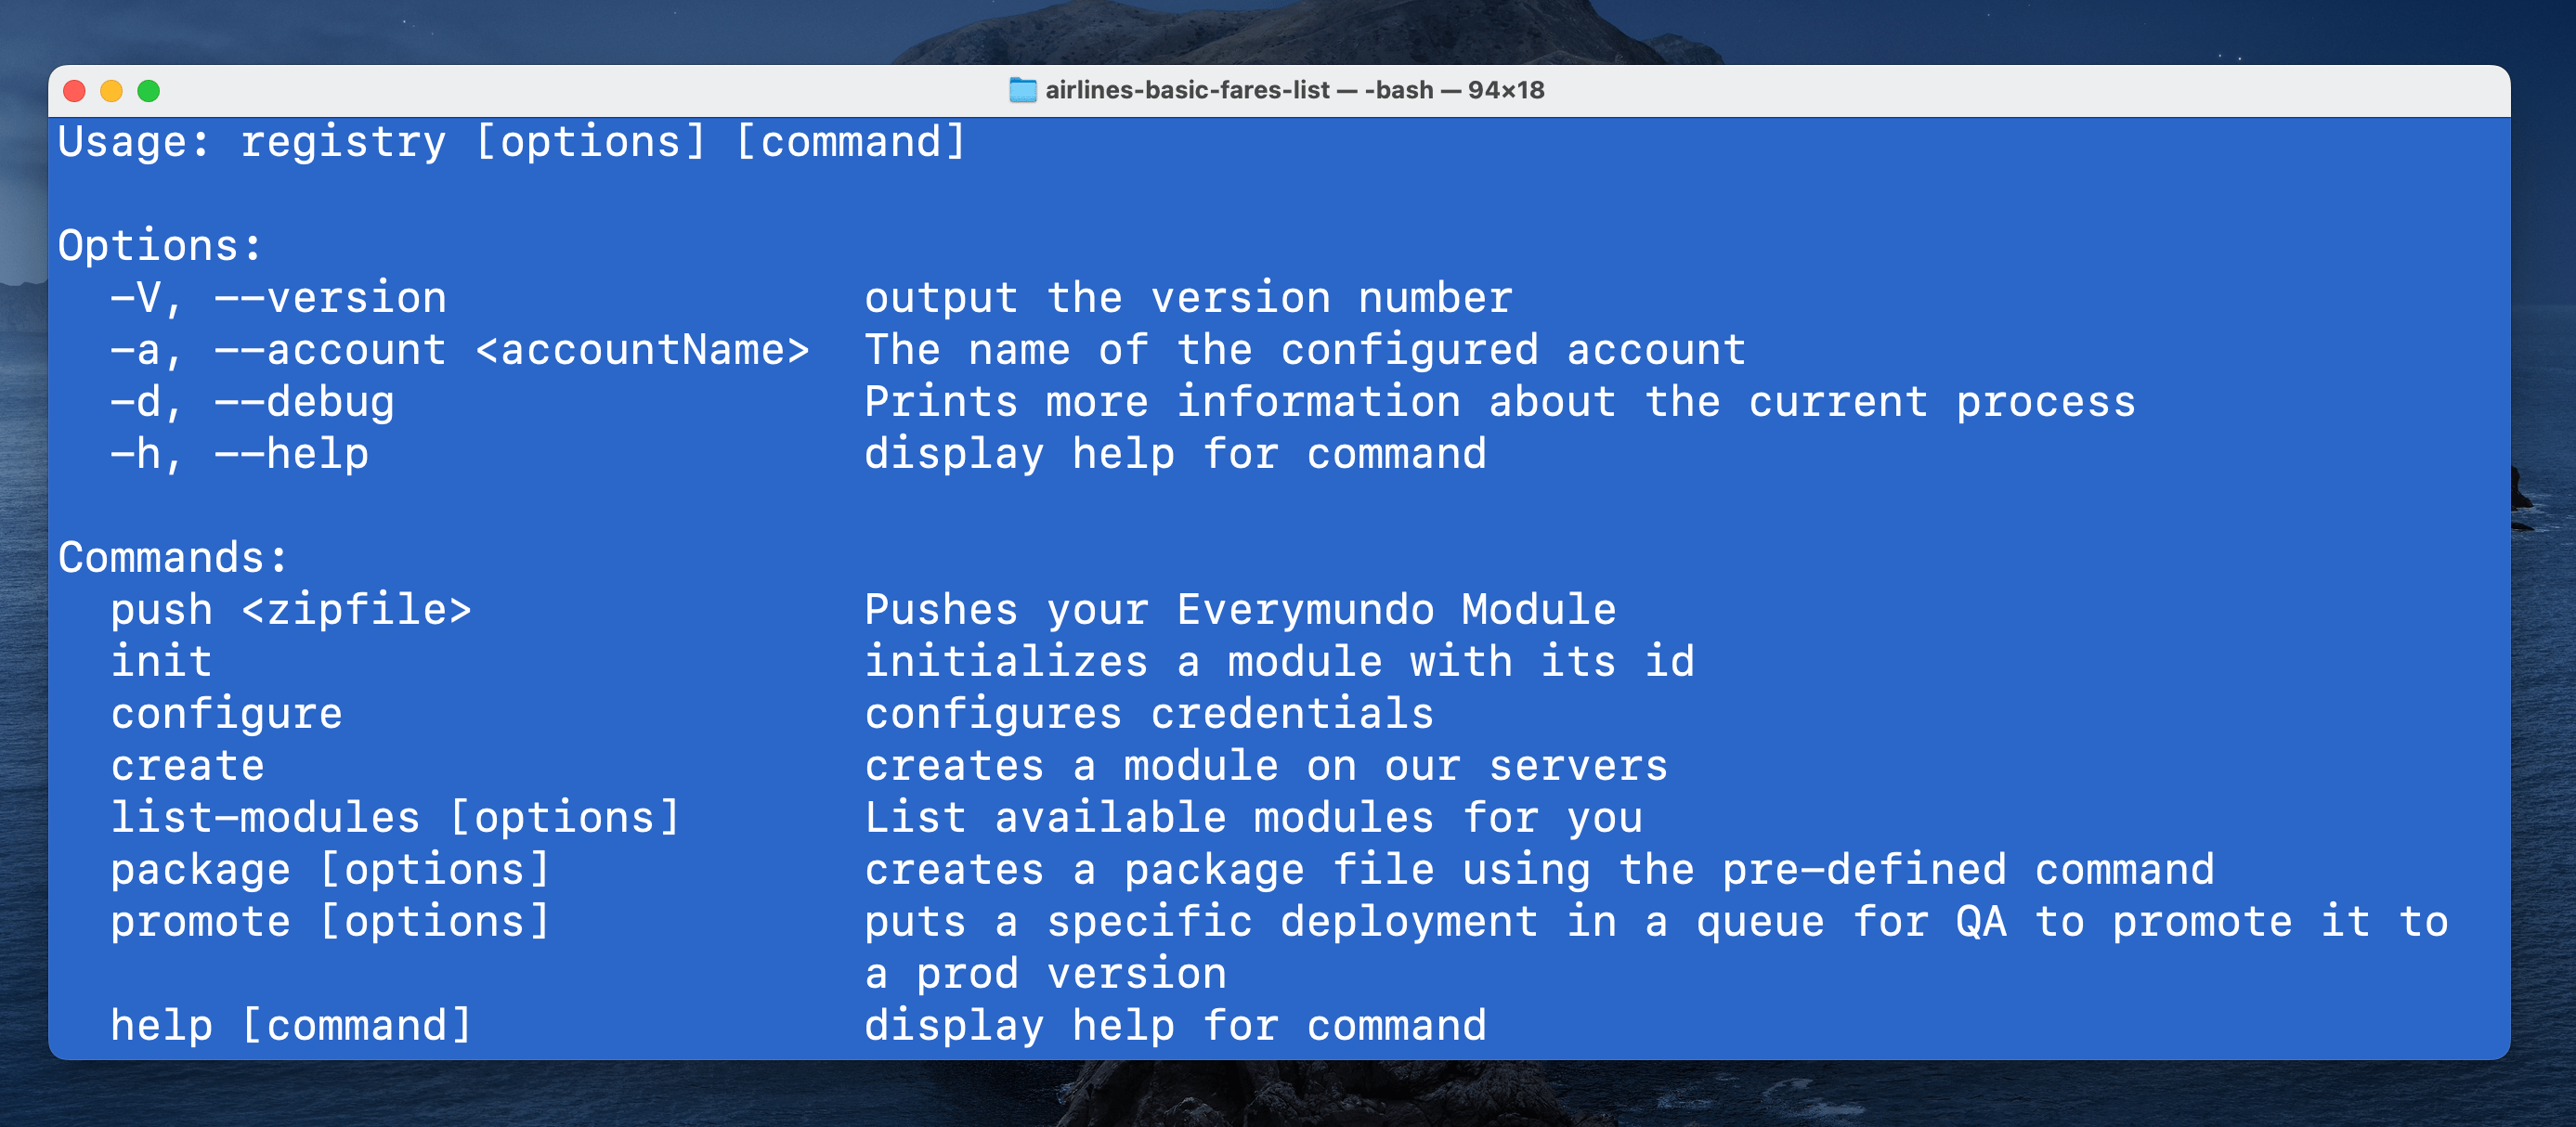 airlines-basic-fares-list — -bash — 94×18
Usage: registry [options] [command]
Options:
-V, --version output the version number
-a, --account <accountName> The name of the configured account
-d, --debug Prints more information about the current process
-h, --help display help for command
Commands:
push <zipfile> Pushes your Everymundo Module
init initializes a module with its id
configure configures credentials
create creates a module on our servers
list-modules [options] List available modules for you
package [options] creates a package file using the pre-defined command
promote [options] puts a specific deployment in a queue for QA to promote it to
a prod version
help [command] display help for command